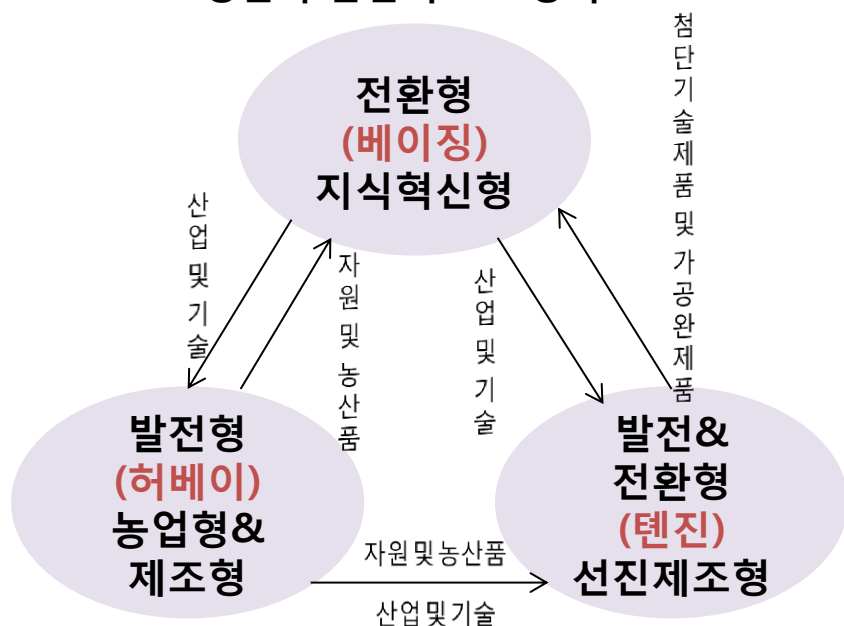 전환형
(베이징)
지식혁신형
산업 및 기술
자원 및 농산품
산업 및 기술
첨단기술제품 및 가공완제품
발전형
(허베이)
농업형&
제조형
발전&
전환형
(톈진)
선진제조형
자원 및 농산품
산업 및 기술